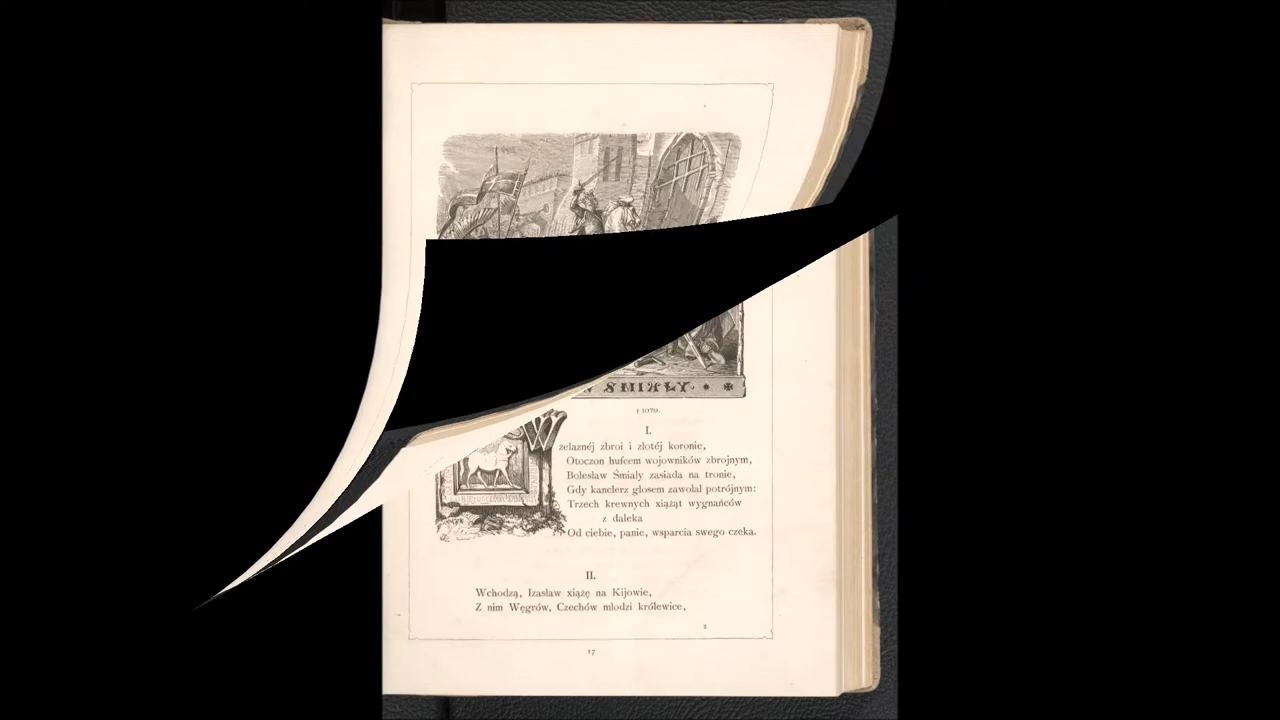 ŚMIAŁY.
† 1079.
I.
W żelaznéj zbroi i złotéj koronie,
Otoczon hufcem wojowników zbrojnym,
Bolesław Śmiały zasiada na tronie,
Gdy kanclerz głosem zawołał potrójnym:
Trzech krewnych xiążąt wygnańców
z daleka
Od ciebie, panie, wsparcia swego czeka.
II.
Wchodzą, Izasław xiążę na Kijowie,
Z nim Węgrów, Czechów młodzi królewice,
2
17